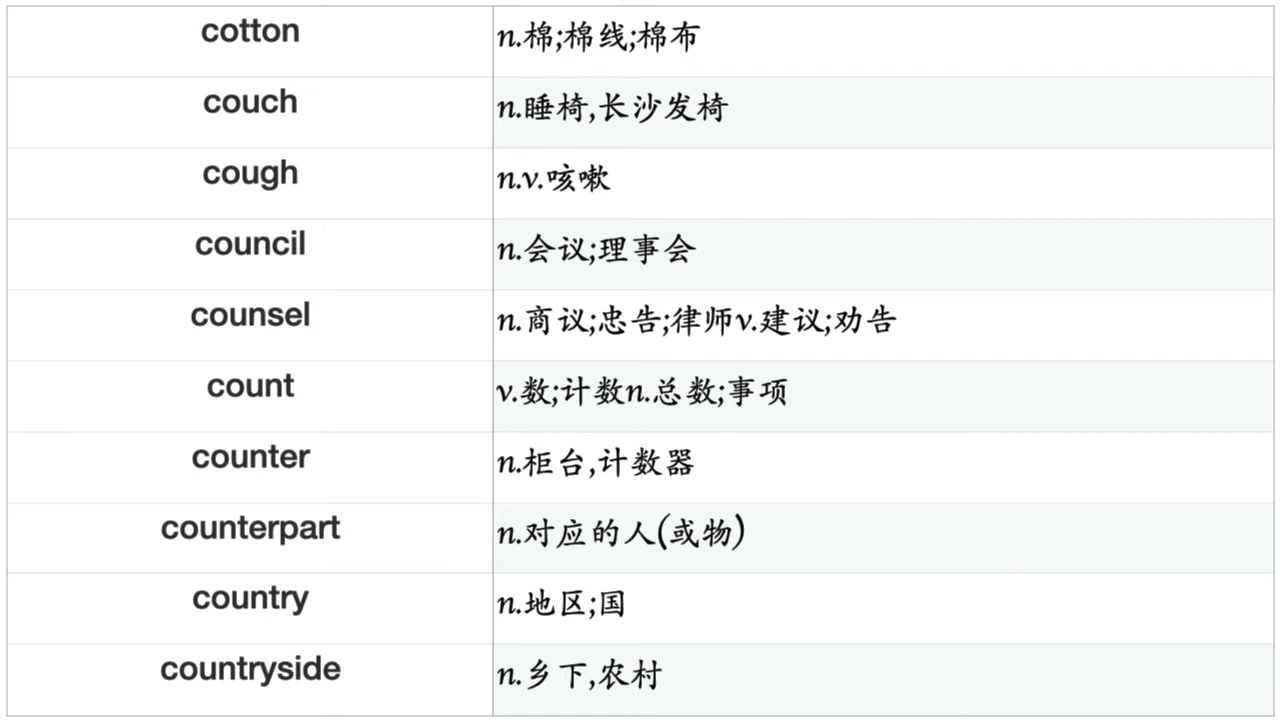 cotton n.棉;棉线;棉布
couch n.睡椅,长沙发椅
cough n.v.咳嗽
council n.会议;理事会
counsel n.商议;忠告;律师v.建议;劝告
count v.数;计数n.总数;事项
counter n.柜台,计数器
counterpart n.对应的人(或物)
country n.地区;国
countryside n.乡下,农村